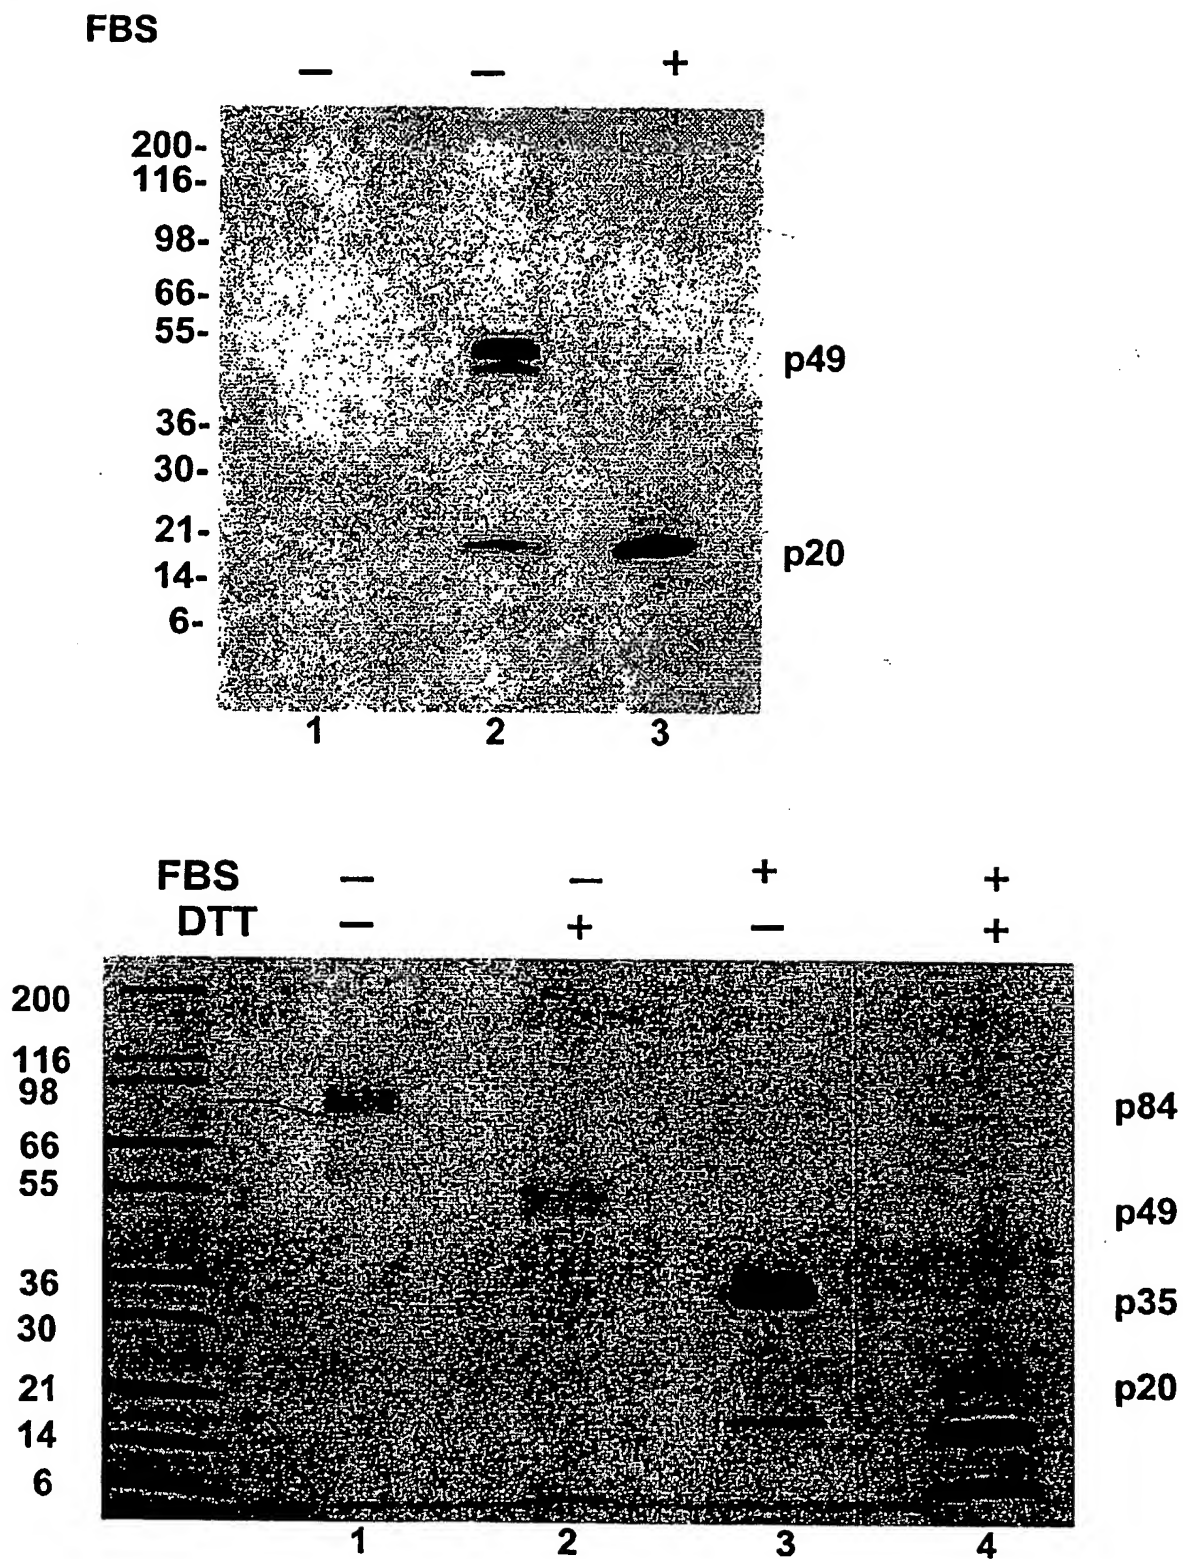 FBS
— — +
200-
116-
98-
66-
55-
p49
36-
30-
21-
p20
14-
6-
1 2 3
FBS — — + +
DTT — + — +
200
116
98
p84
66
55
p49
36
p35
30
21
p20
14
6
1 2 3 4